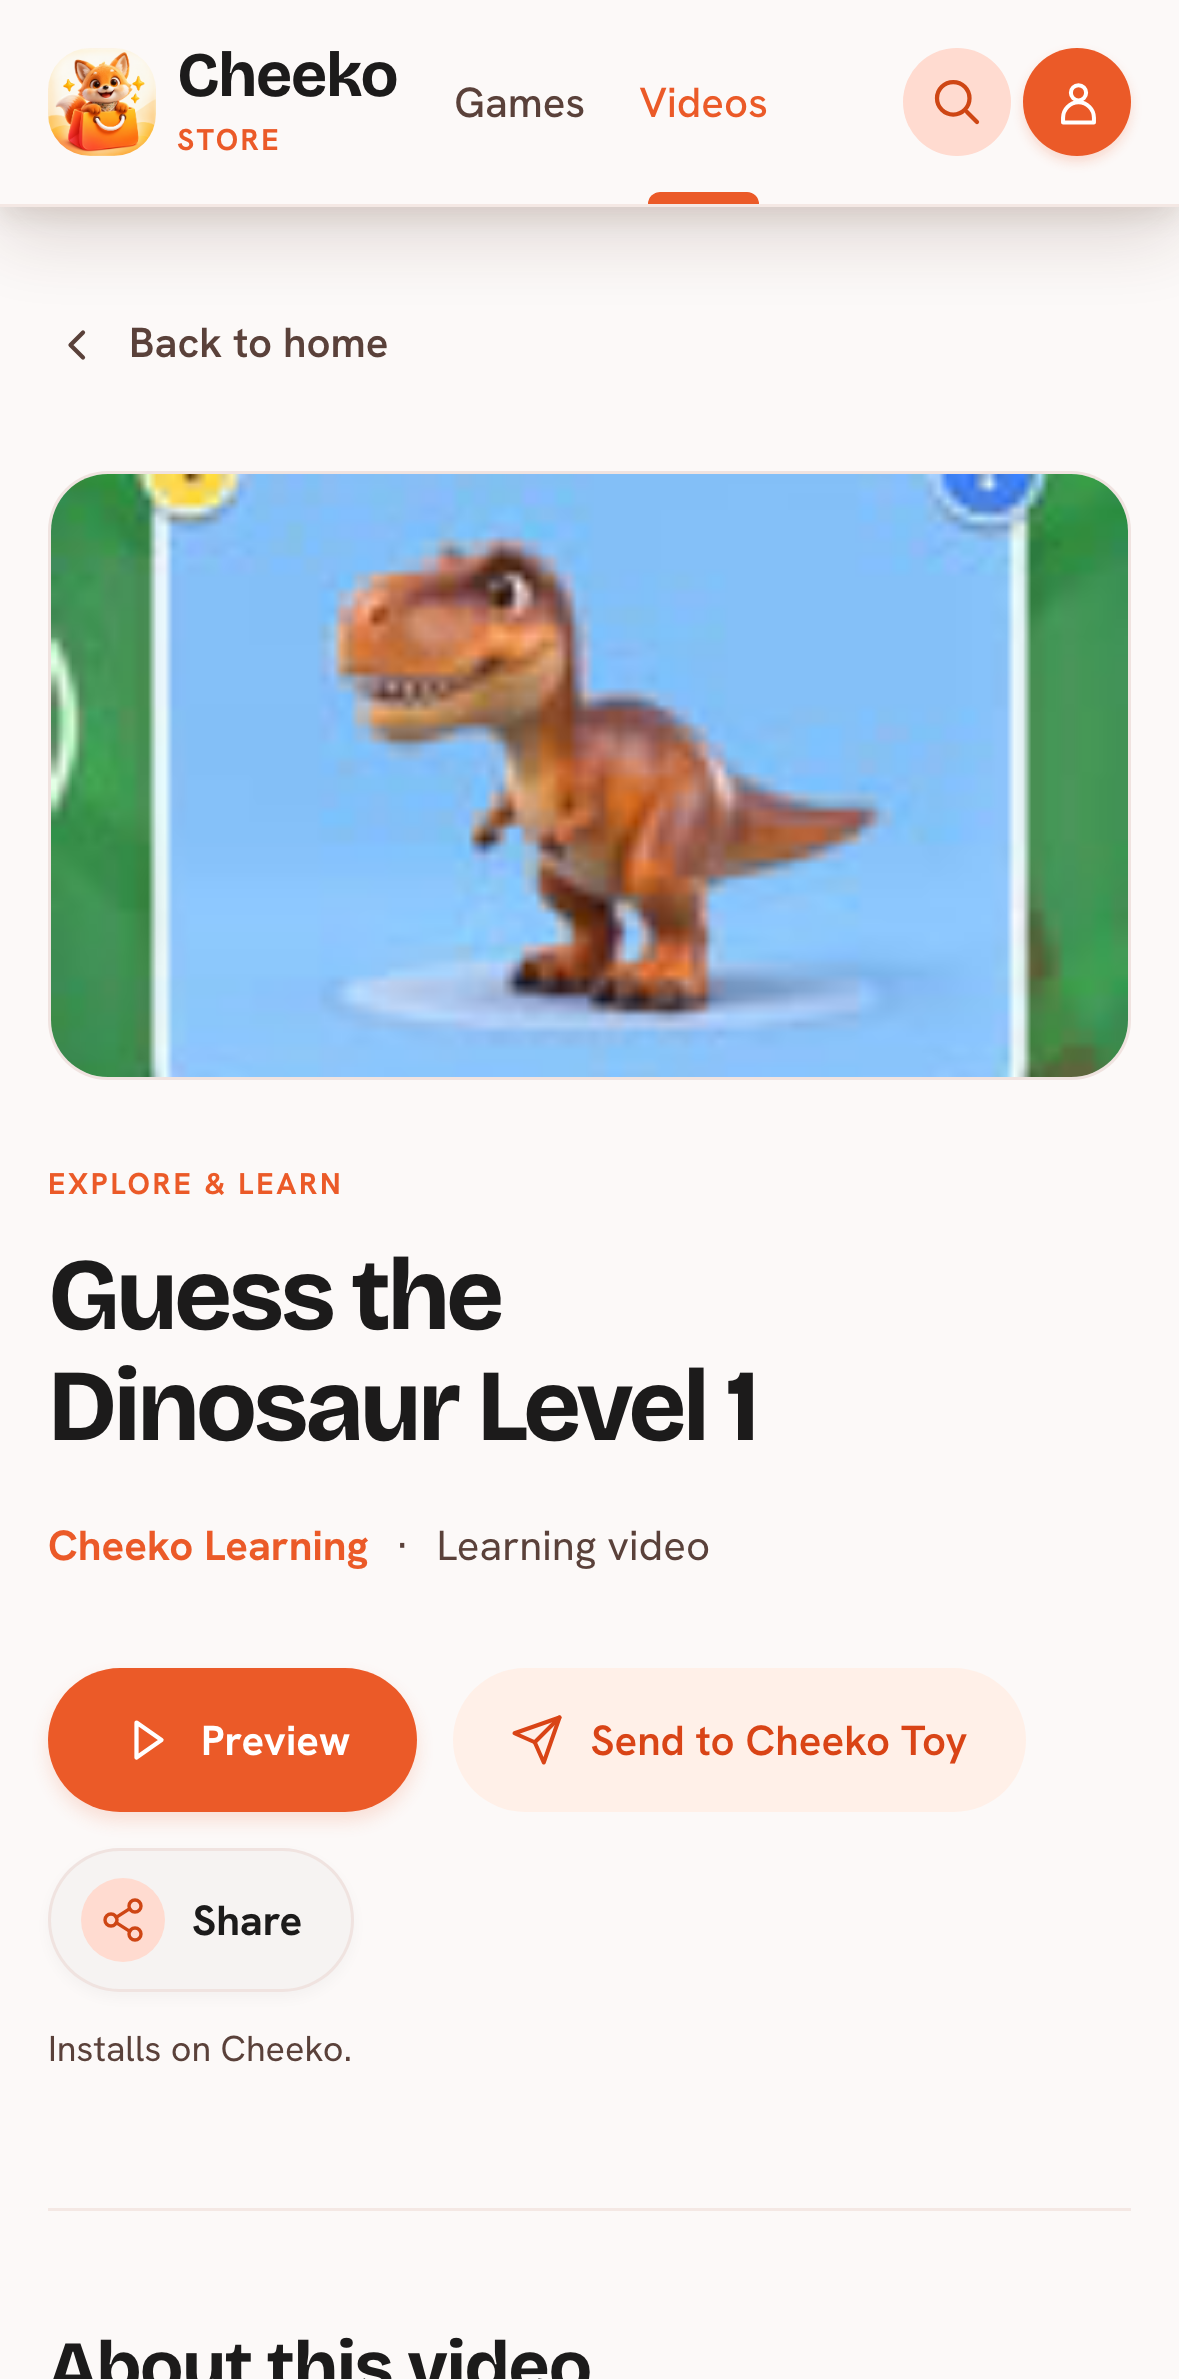 Cheeko
STORE
Games
Videos
Back to home
EXPLORE & LEARN
Guess the
Dinosaur Level 1
Cheeko Learning · Learning video
Preview
Send to Cheeko Toy
Share
Installs on Cheeko.
About this video